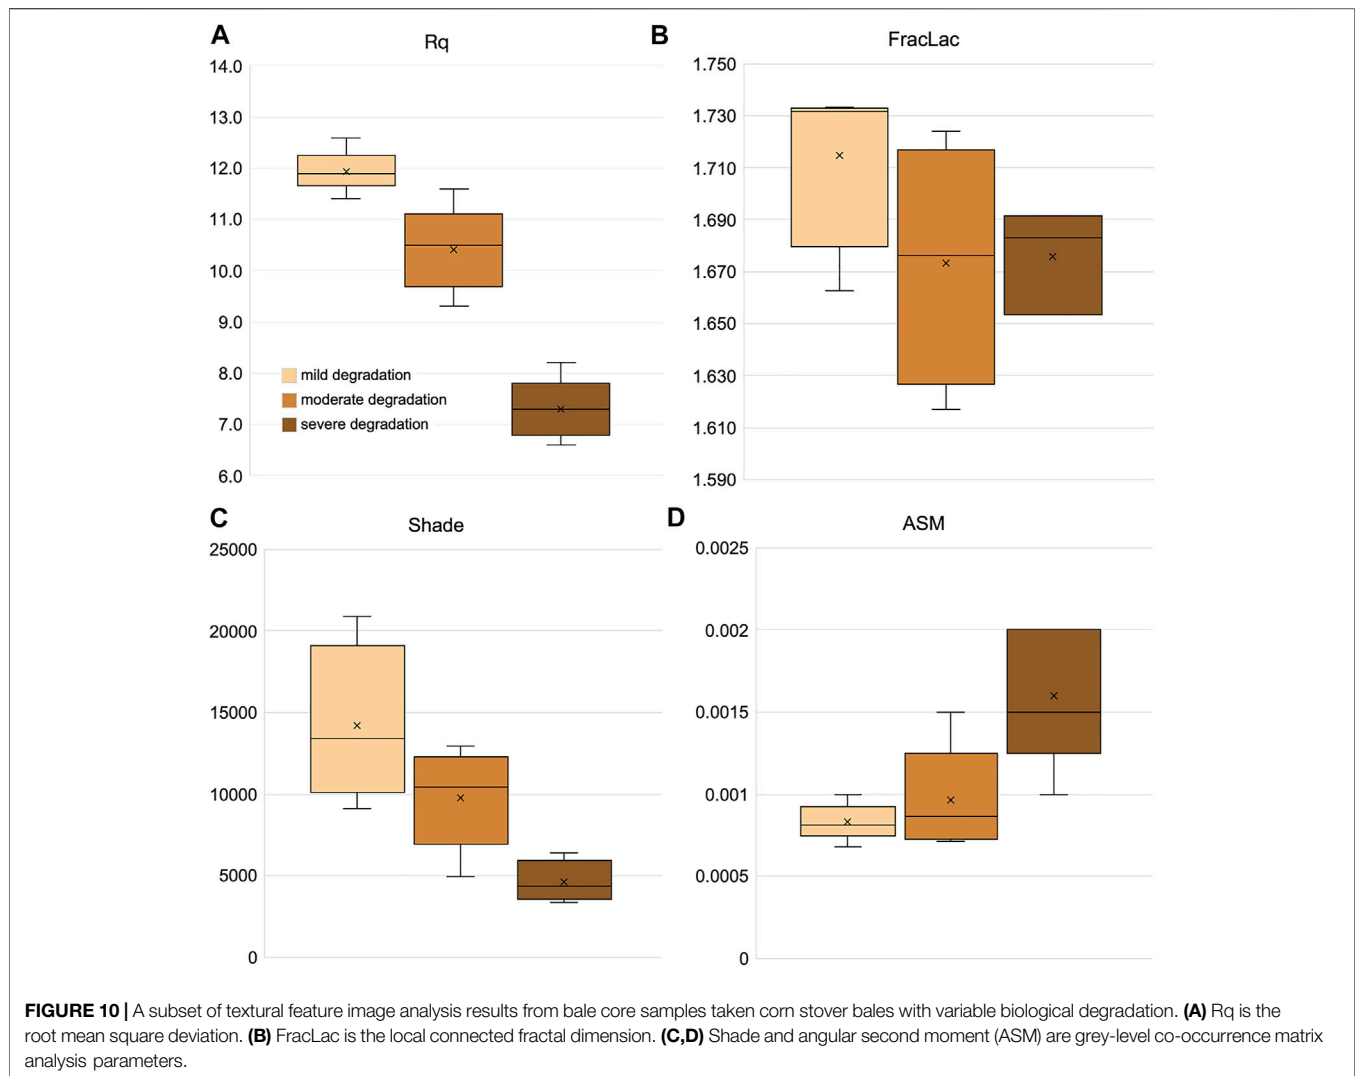 A
Rq
14.0
13.0
12.0
11.0
10.0
9.0
8.0
7.0
6.0
mild degradation
moderate degradation
severe degradation
B
FracLac
1.750
1.730
1.710
1.690
1.670
1.650
1.630
1.610
1.590
C
Shade
25000
20000
15000
10000
5000
0
D
ASM
0.0025
0.002
0.0015
0.001
0.0005
0
FIGURE 10 | A subset of textural feature image analysis results from bale core samples taken corn stover bales with variable biological degradation. (A) Rq is the
root mean square deviation. (B) FracLac is the local connected fractal dimension. (C,D) Shade and angular second moment (ASM) are grey-level co-occurrence matrix
analysis parameters.